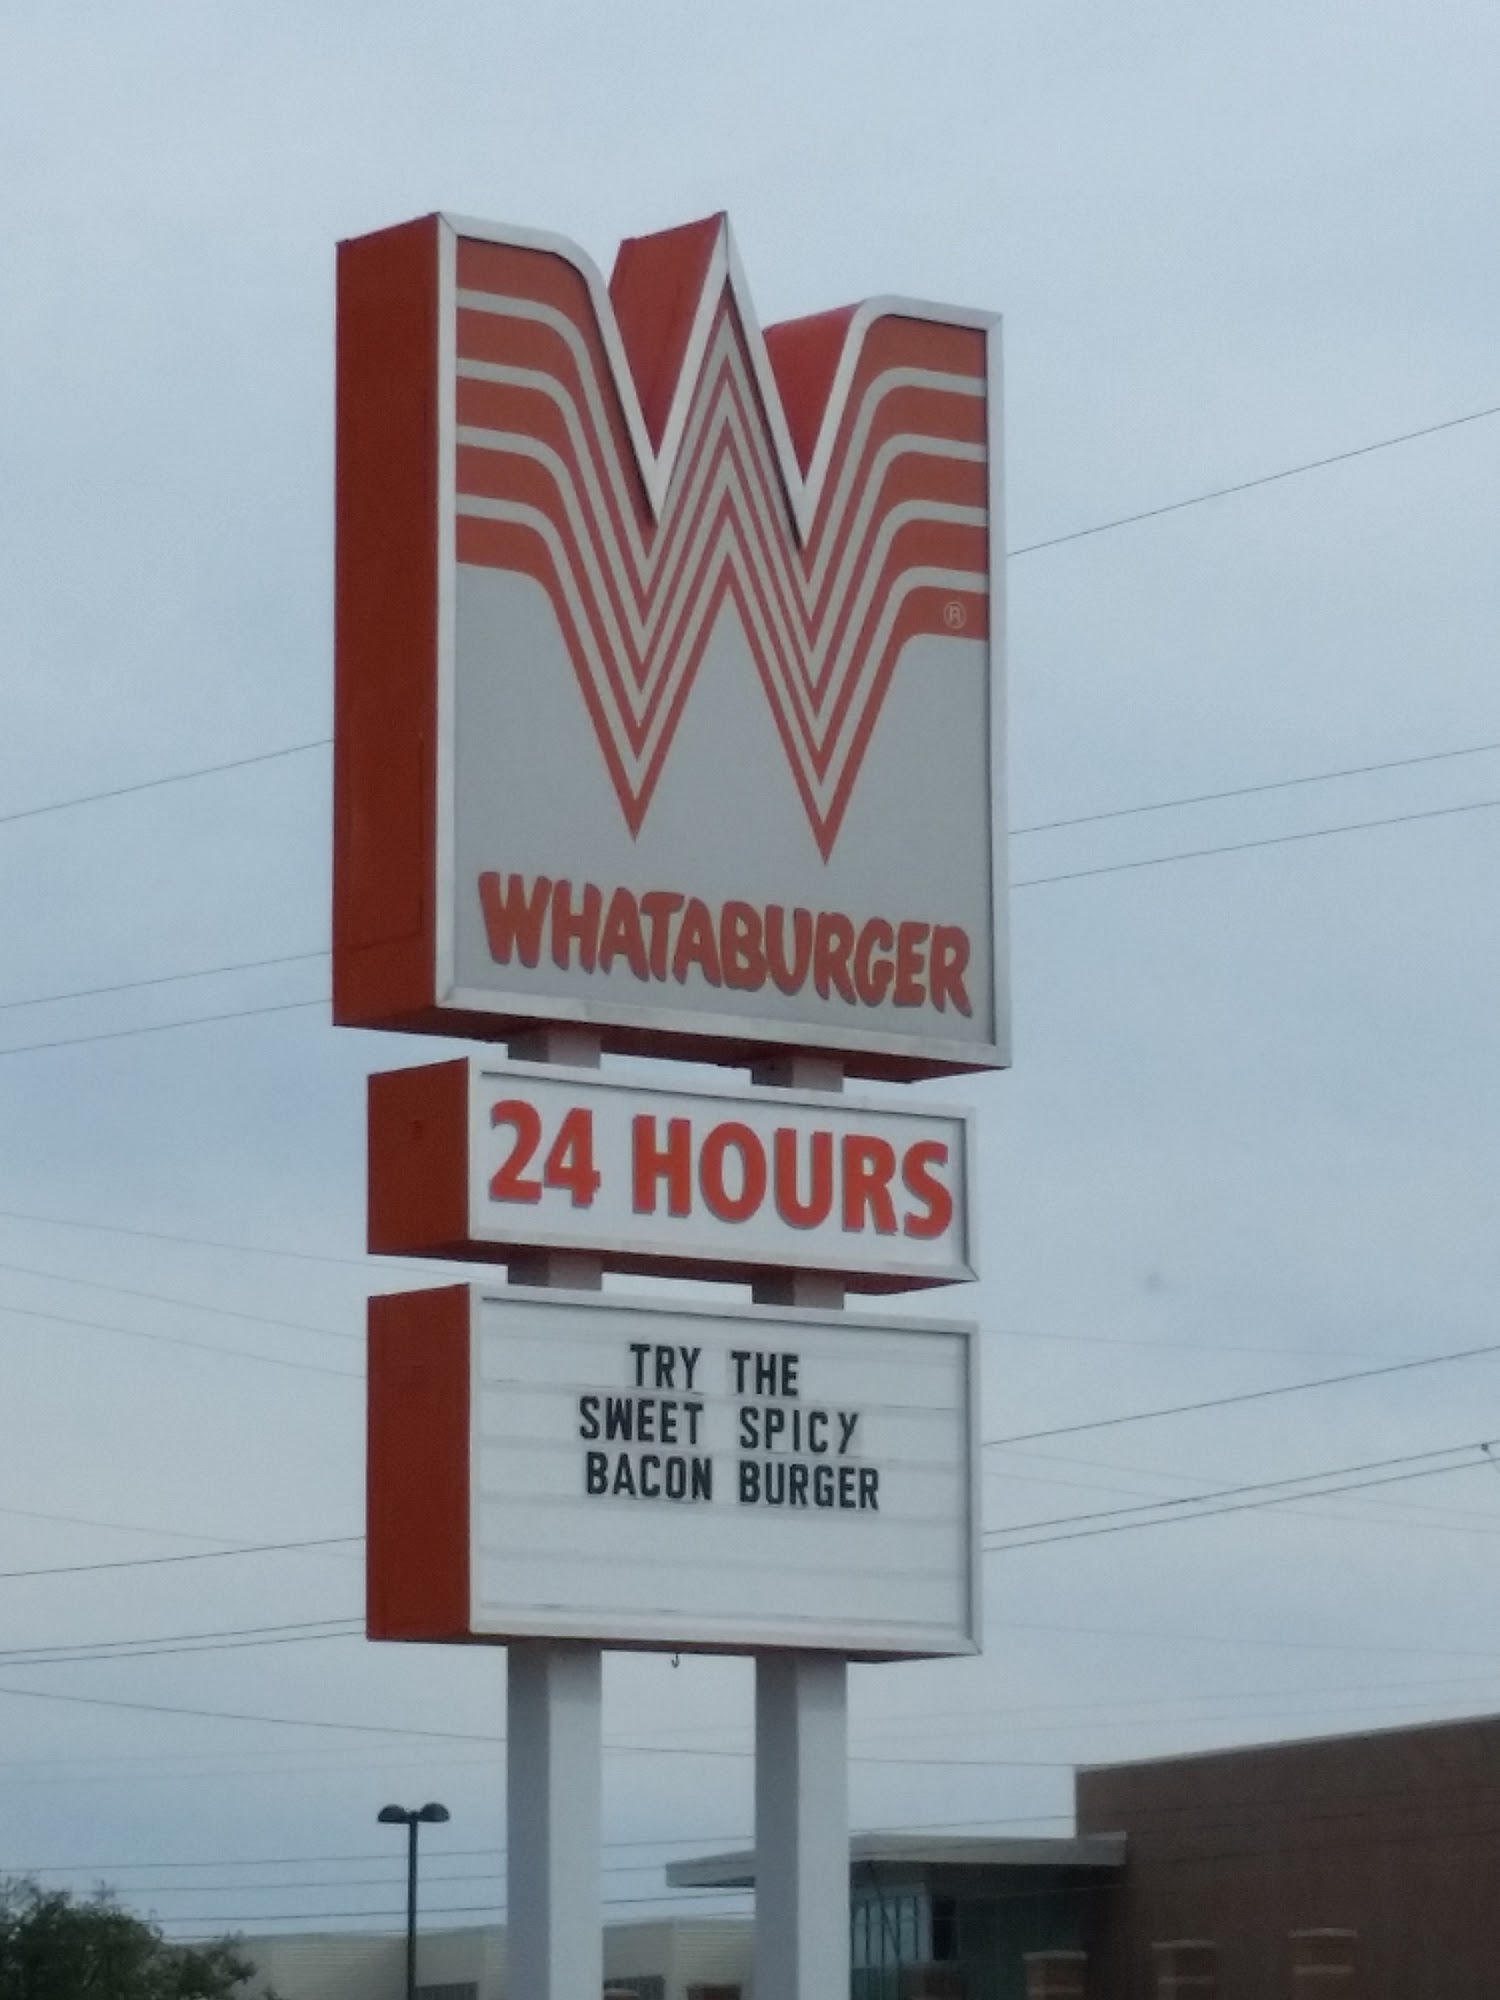 W
®
WHATABURGER
24 HOURS
TRY THE
SWEET SPICY
BACON BURGER